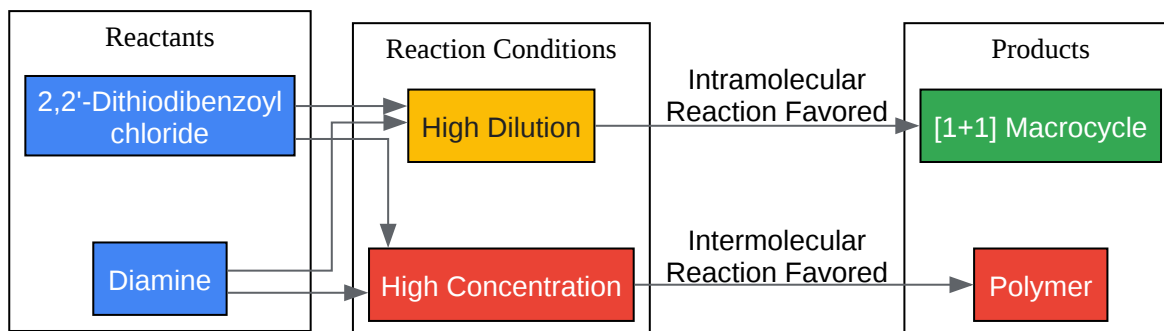 Reactants
2,2'-Dithiodibenzoyl
chloride
Diamine
Reaction Conditions
High Dilution
High Concentration
Intramolecular
Reaction Favored
Intermolecular
Reaction Favored
Products
[1+1] Macrocycle
Polymer